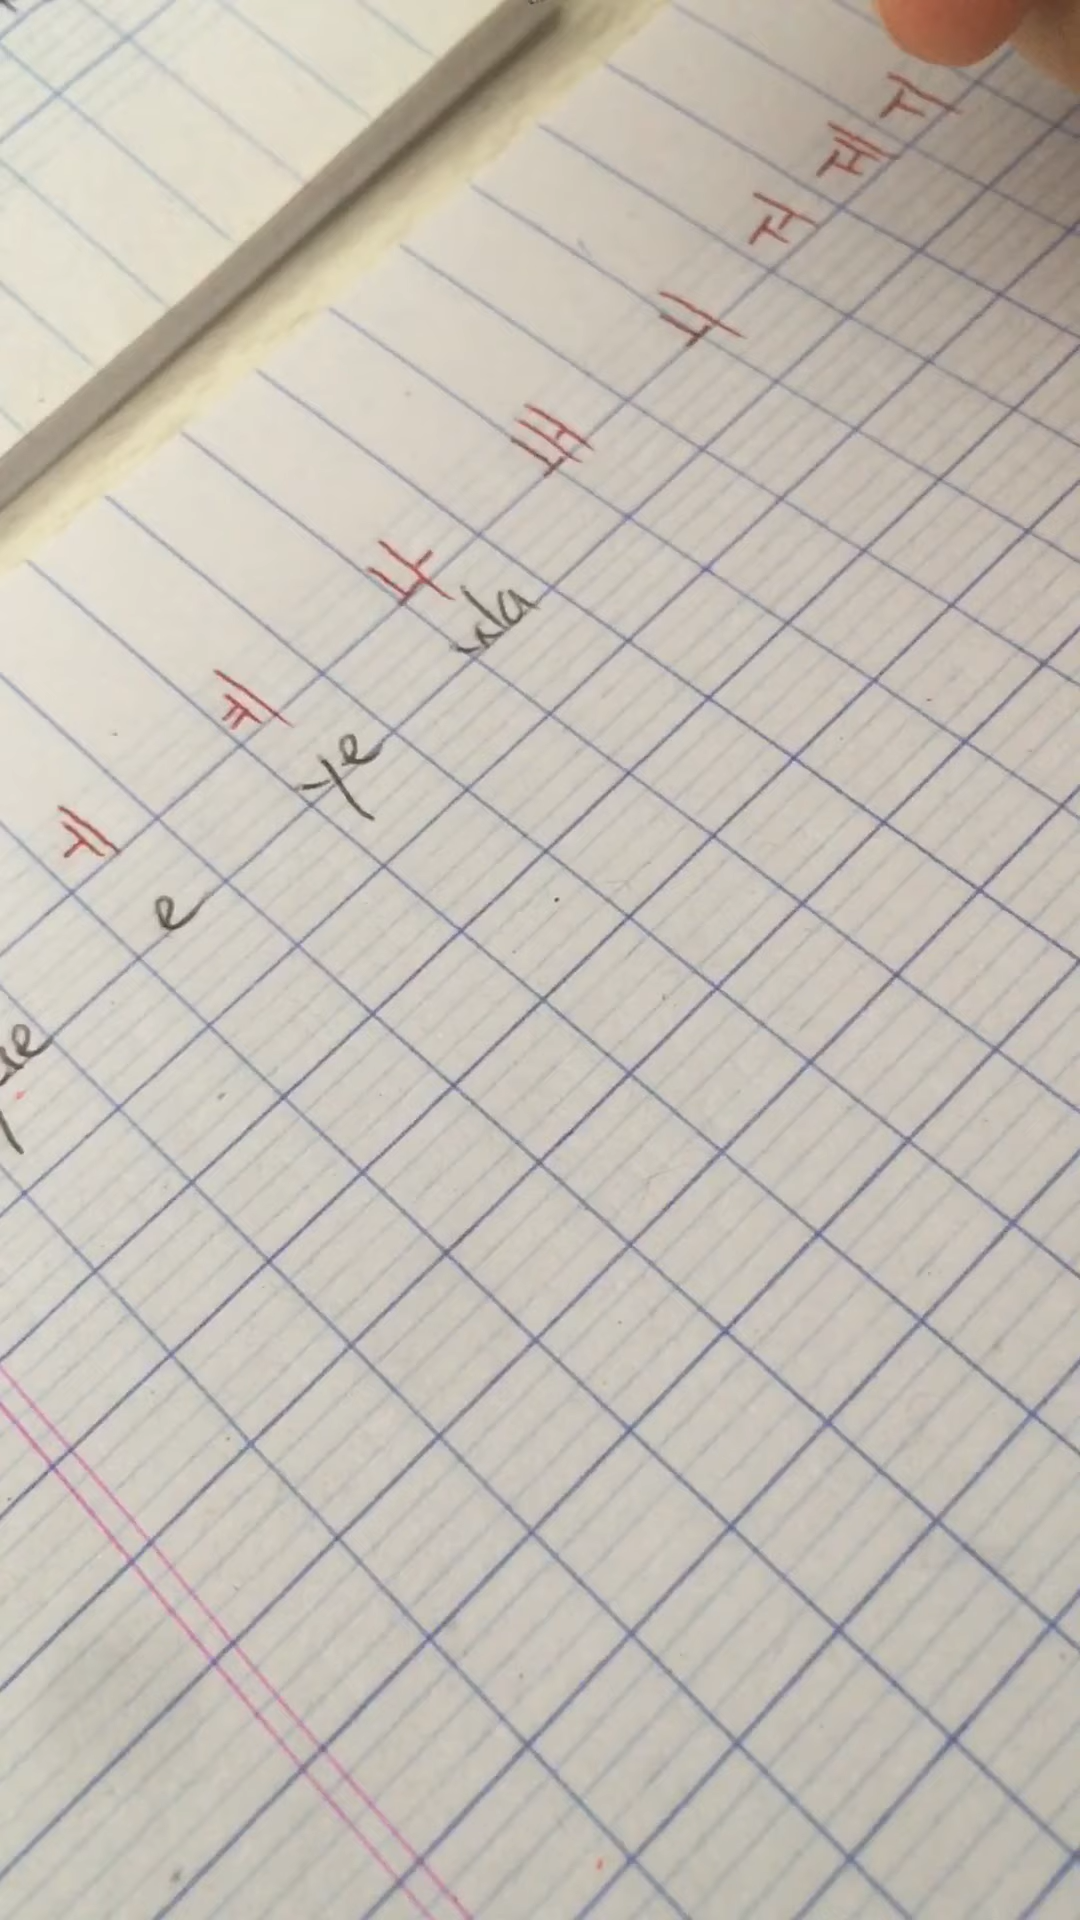 ㅔ ㅖ ㅘ ㅙ ㅚ ㅝ ㅞ ㅟ
e ye wa